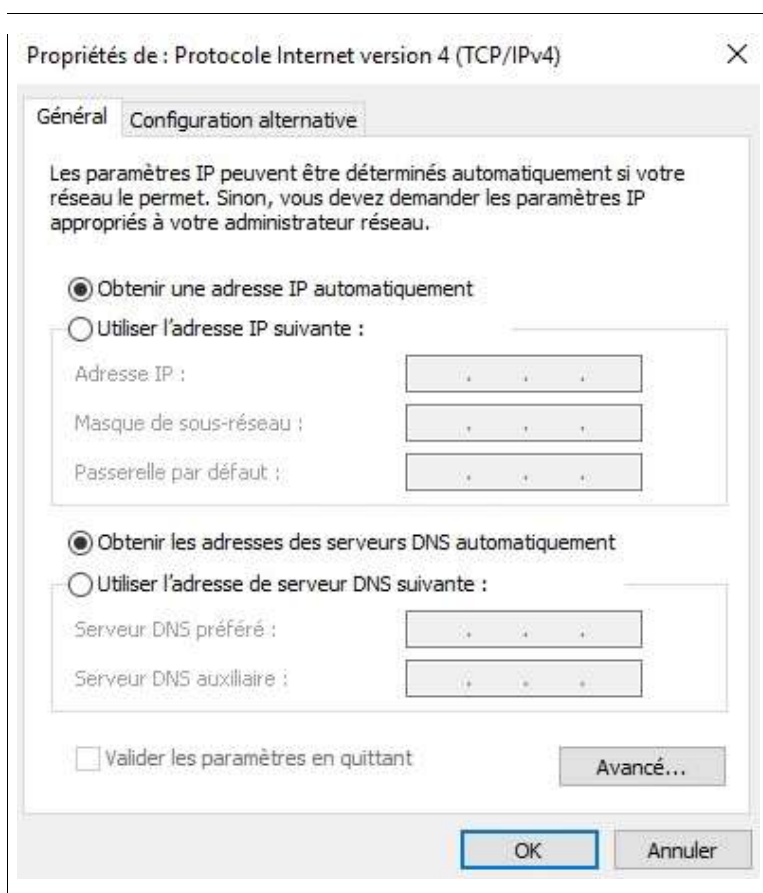 Propriétés de : Protocole Internet version 4 (TCP/IPv4)
Général
Configuration alternative
Les paramètres IP peuvent être déterminés automatiquement si votre
réseau le permet. Sinon, vous devez demander les paramètres IP
appropriés à votre administrateur réseau.
Obtenir une adresse IP automatiquement
Utiliser l'adresse IP suivante :
Adresse IP :
Masque de sous-réseau :
Passerelle par défaut :
Obtenir les adresses des serveurs DNS automatiquement
Utiliser l'adresse de serveur DNS suivante :
Serveur DNS préféré :
Serveur DNS auxiliaire :
Valider les paramètres en quittant
Avancé...
OK
Annuler